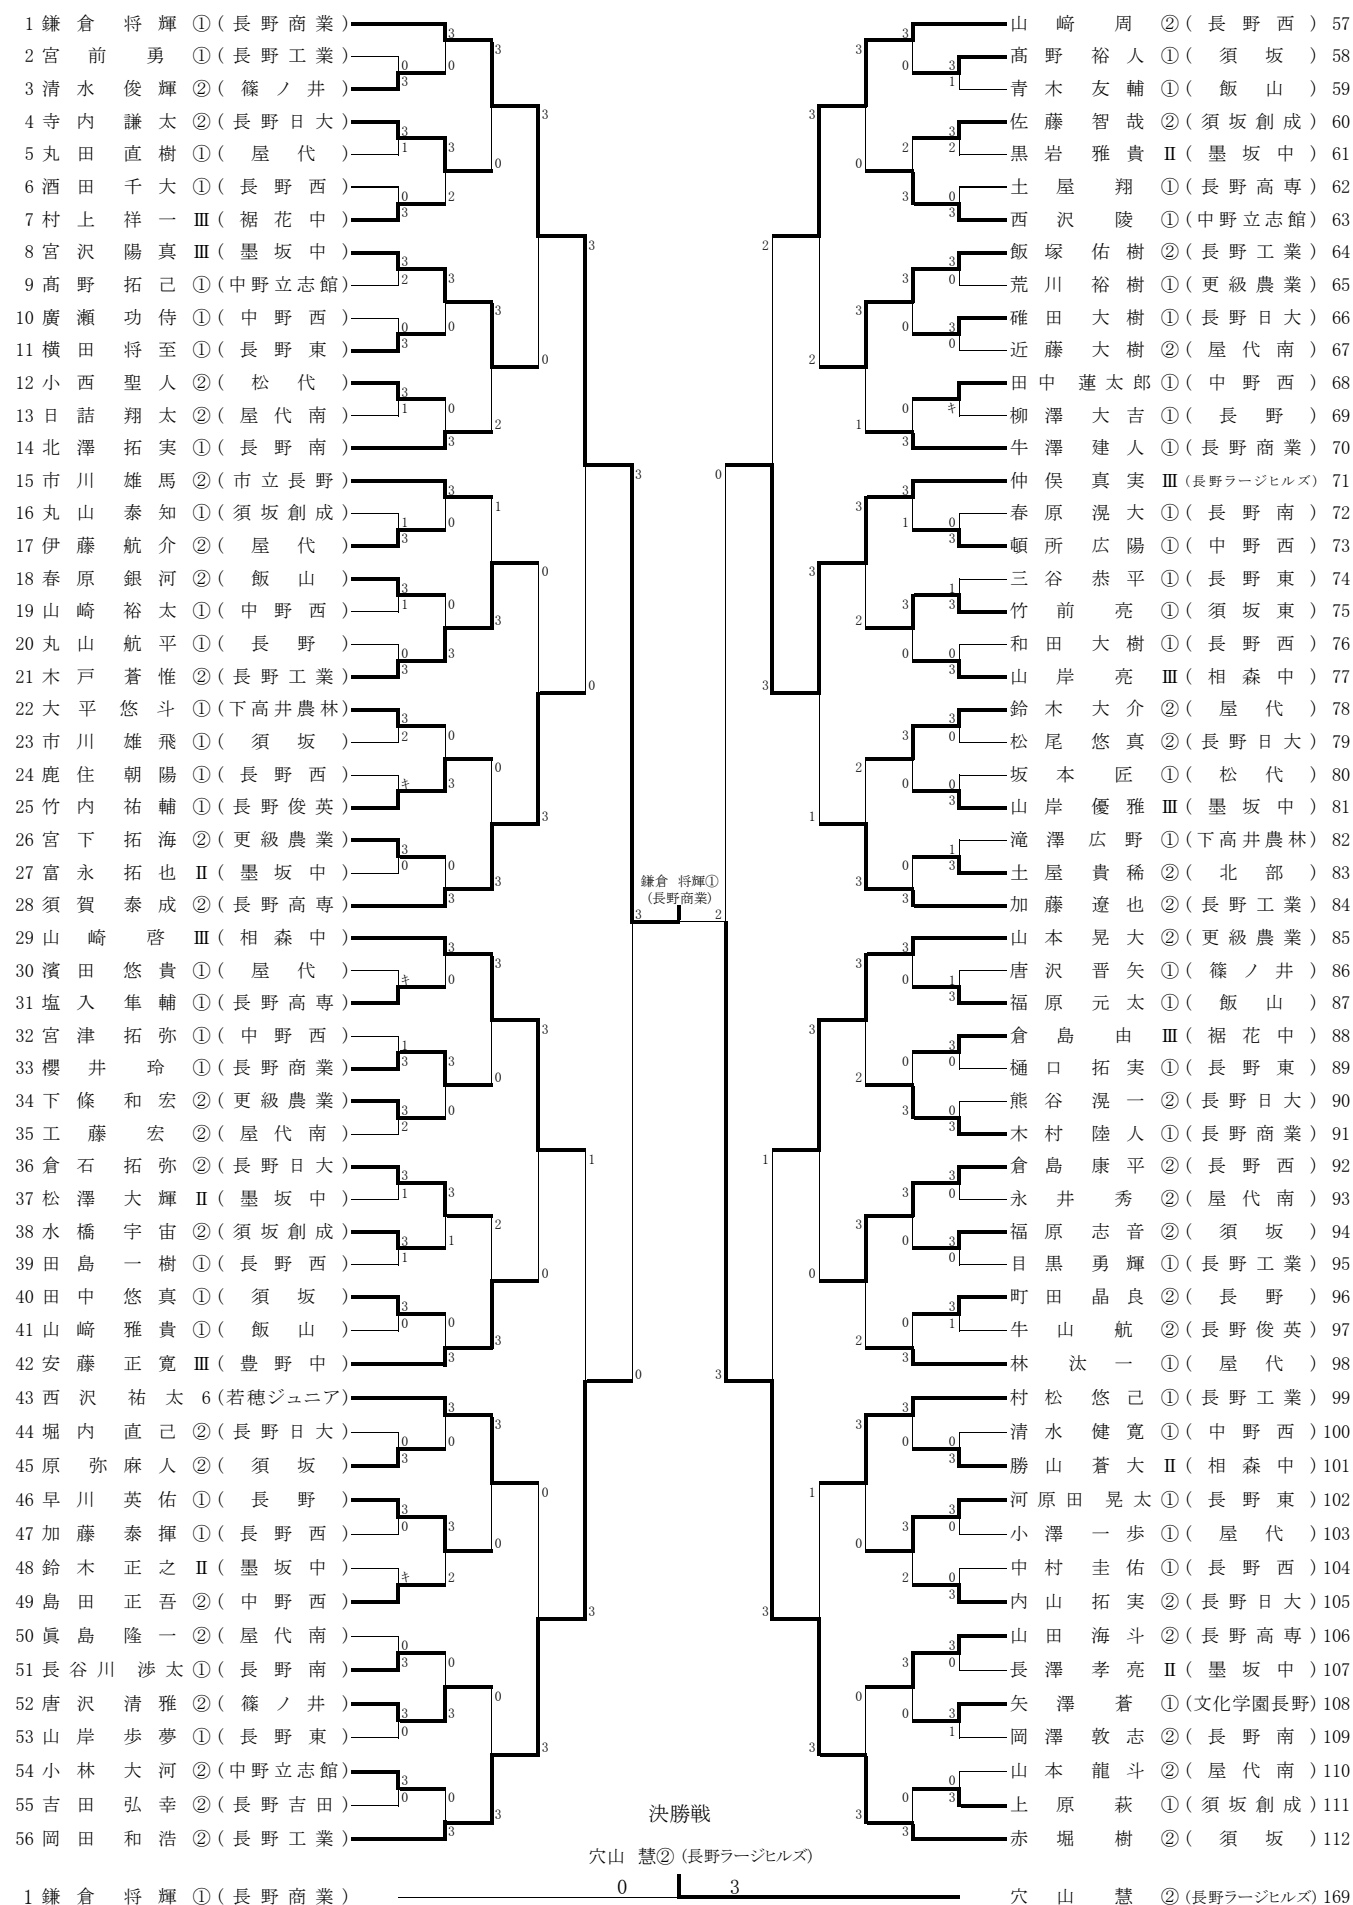 1 鎌倉 将輝 ① (長野商業)
2 宮前 勇 ① (長野工業)
3 清水 俊輝 ② (篠ノ井)
4 寺内 謙太 ② (長野日大)
5 丸田 直樹 ① (屋代)
6 酒田 千大 ① (長野西)
7 村上 祥一 Ⅲ (裾花中)
8 宮沢 陽真 Ⅲ (墨坂中)
9 髙野 拓己 ① (中野立志館)
10 廣瀬 功侍 ① (中野西)
11 横田 将至 ① (長野東)
12 小西 聖人 ② (松代)
13 日詰 翔太 ② (屋代南)
14 北澤 拓実 ① (長野南)
15 市川 雄馬 ② (市立長野)
16 丸山 泰知 ① (須坂創成)
17 伊藤 航介 ② (屋代)
18 春原 銀河 ② (飯山)
19 山崎 裕太 ① (中野西)
20 丸山 航平 ① (長野)
21 木戸 蒼惟 ② (長野工業)
22 大平 悠斗 ① (下高井農林)
23 市川 雄飛 ① (須坂)
24 鹿住 朝陽 ① (長野西)
25 竹内 祐輔 ① (長野俊英)
26 宮下 拓海 ② (更級農業)
27 富永 拓也 Ⅱ (墨坂中)
28 須賀 泰成 ② (長野高専)
29 山崎 啓 Ⅲ (相森中)
30 濱田 悠貴 ① (屋代)
31 塩入 隼輔 ① (長野高専)
32 宮津 拓弥 ① (中野西)
33 櫻井 玲 ① (長野商業)
34 下條 和宏 ② (更級農業)
35 工藤 宏 ② (屋代南)
36 倉石 拓弥 ② (長野日大)
37 松澤 大輝 Ⅱ (墨坂中)
38 水橋 宇宙 ② (須坂創成)
39 田島 一樹 ① (長野西)
40 田中 悠真 ① (須坂)
41 山﨑 雅貴 ① (飯山)
42 安藤 正寛 Ⅲ (豊野中)
43 西沢 祐太 6 (若穂ジュニア)
44 堀内 直己 ② (長野日大)
45 原 弥麻人 ② (須坂)
46 早川 英佑 ① (長野)
47 加藤 泰揮 ① (長野西)
48 鈴木 正之 Ⅱ (墨坂中)
49 島田 正吾 ② (中野西)
50 眞島 隆一 ② (屋代南)
51 長谷川 渉太 ① (長野南)
52 唐沢 清雅 ② (篠ノ井)
53 山岸 歩夢 ① (長野東)
54 小林 大河 ② (中野立志館)
55 吉田 弘幸 ② (長野吉田)
56 岡田 和浩 ② (長野工業)
鎌倉 将輝①
(長野商業)
3 2
山﨑 周 ② (長野西) 57
髙野 裕人 ① (須坂) 58
青木 友輔 ① (飯山) 59
佐藤 智哉 ② (須坂創成) 60
黒岩 雅貴 Ⅱ (墨坂中) 61
土屋 翔 ① (長野高専) 62
西沢 陵 ① (中野立志館) 63
飯塚 佑樹 ② (長野工業) 64
荒川 裕樹 ① (更級農業) 65
碓田 大樹 ① (長野日大) 66
近藤 大樹 ② (屋代南) 67
田中 蓮太郎 ① (中野西) 68
柳澤 大吉 ① (長野) 69
牛澤 建人 ① (長野商業) 70
仲俣 真実 Ⅲ (長野ラージヒルズ) 71
春原 滉大 ① (長野南) 72
頓所 広陽 ① (中野西) 73
三谷 恭平 ① (長野東) 74
竹前 亮 ① (須坂東) 75
和田 大樹 ① (長野西) 76
山岸 亮 Ⅲ (相森中) 77
鈴木 大介 ② (屋代) 78
松尾 悠真 ② (長野日大) 79
坂本 匠 ① (松代) 80
山岸 優雅 Ⅲ (墨坂中) 81
滝澤 広野 ① (下高井農林) 82
土屋 貴稀 ② (北部) 83
加藤 遼也 ② (長野工業) 84
山本 晃大 ② (更級農業) 85
唐沢 晋矢 ① (篠ノ井) 86
福原 元太 ① (飯山) 87
倉島 由 Ⅲ (裾花中) 88
樋口 拓実 ① (長野東) 89
熊谷 滉一 ② (長野日大) 90
木村 陸人 ① (長野商業) 91
倉島 康平 ② (長野西) 92
永井 秀 ② (屋代南) 93
福原 志音 ② (須坂) 94
目黒 勇輝 ① (長野工業) 95
町田 晶良 ② (長野) 96
牛山 航 ② (長野俊英) 97
林 汰一 ① (屋代) 98
村松 悠己 ① (長野工業) 99
清水 健寛 ① (中野西) 100
勝山 蒼大 Ⅱ (相森中) 101
河原田 晃太 ① (長野東) 102
小澤 一歩 ① (屋代) 103
中村 圭佑 ① (長野西) 104
内山 拓実 ② (長野日大) 105
山田 海斗 ② (長野高専) 106
長澤 孝亮 Ⅱ (墨坂中) 107
矢澤 蒼 ① (文化学園長野) 108
岡澤 敦志 ② (長野南) 109
山本 龍斗 ② (屋代南) 110
上原 萩 ① (須坂創成) 111
赤堀 樹 ② (須坂) 112
決勝戦
穴山 慧② (長野ラージヒルズ)
0 3
1 鎌倉 将輝 ① (長野商業)
穴山 慧 ② (長野ラージヒルズ) 169